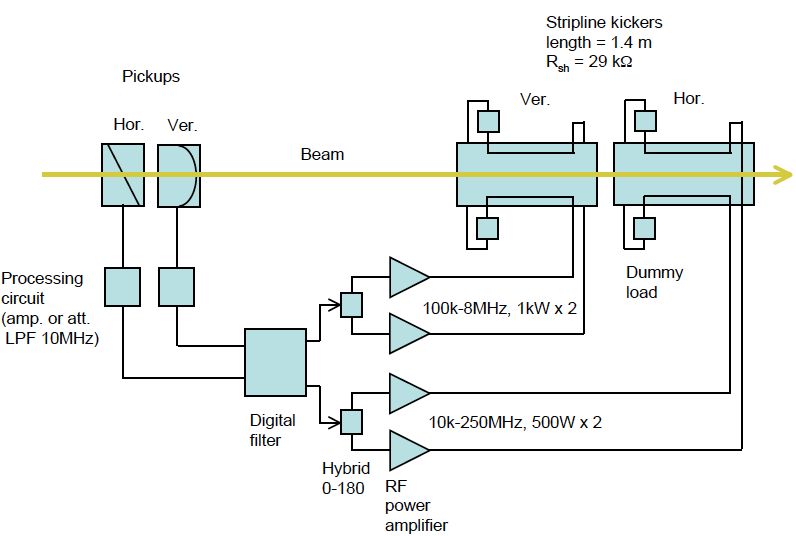 Stripline kickers
length = 1.4 m
Rsh = 29 kΩ
Pickups
Hor.
Ver.
Beam
Ver.
Hor.
Processing
circuit
(amp. or att.
LPF 10MHz)
Dummy
load
100k-8MHz, 1kW x 2
Digital
filter
10k-250MHz, 500W x 2
Hybrid
0-180
RF
power
amplifier